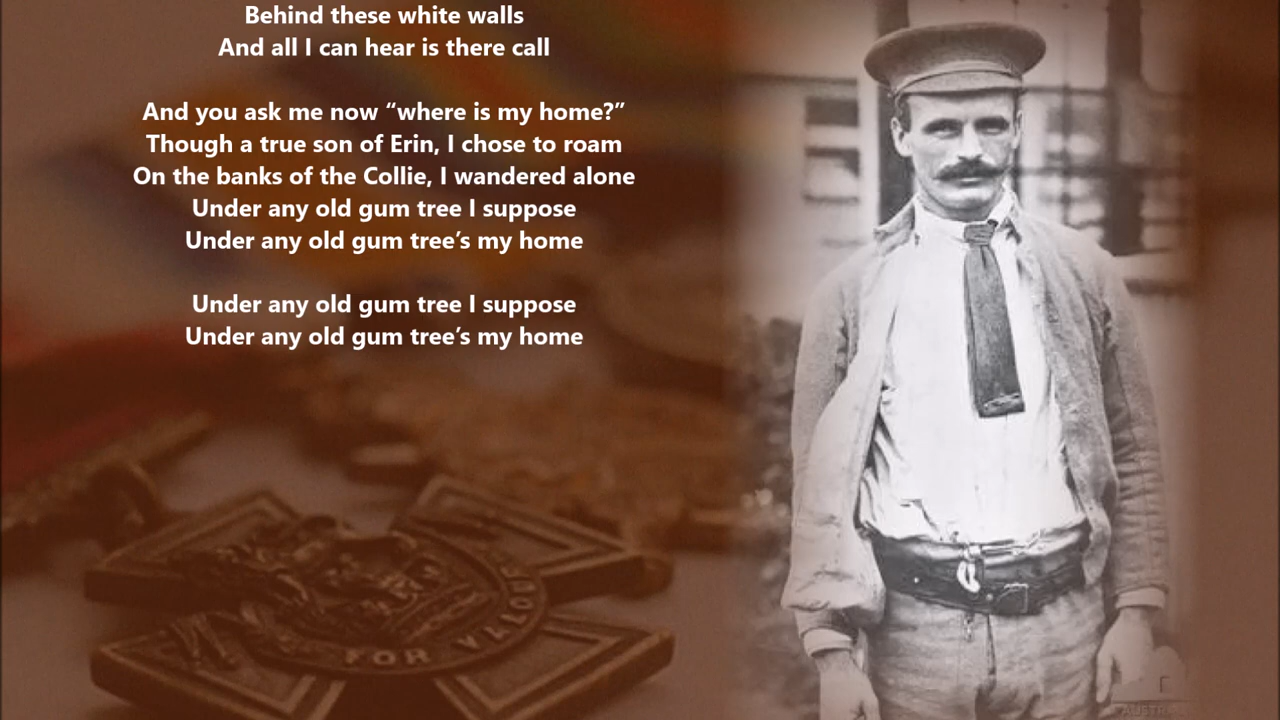 Behind these white walls
And all I can hear is there call
And you ask me now “where is my home?”
Though a true son of Erin, I chose to roam
On the banks of the Collie, I wandered alone
Under any old gum tree I suppose
Under any old gum tree’s my home
Under any old gum tree I suppose
Under any old gum tree’s my home
FOR VALOUR